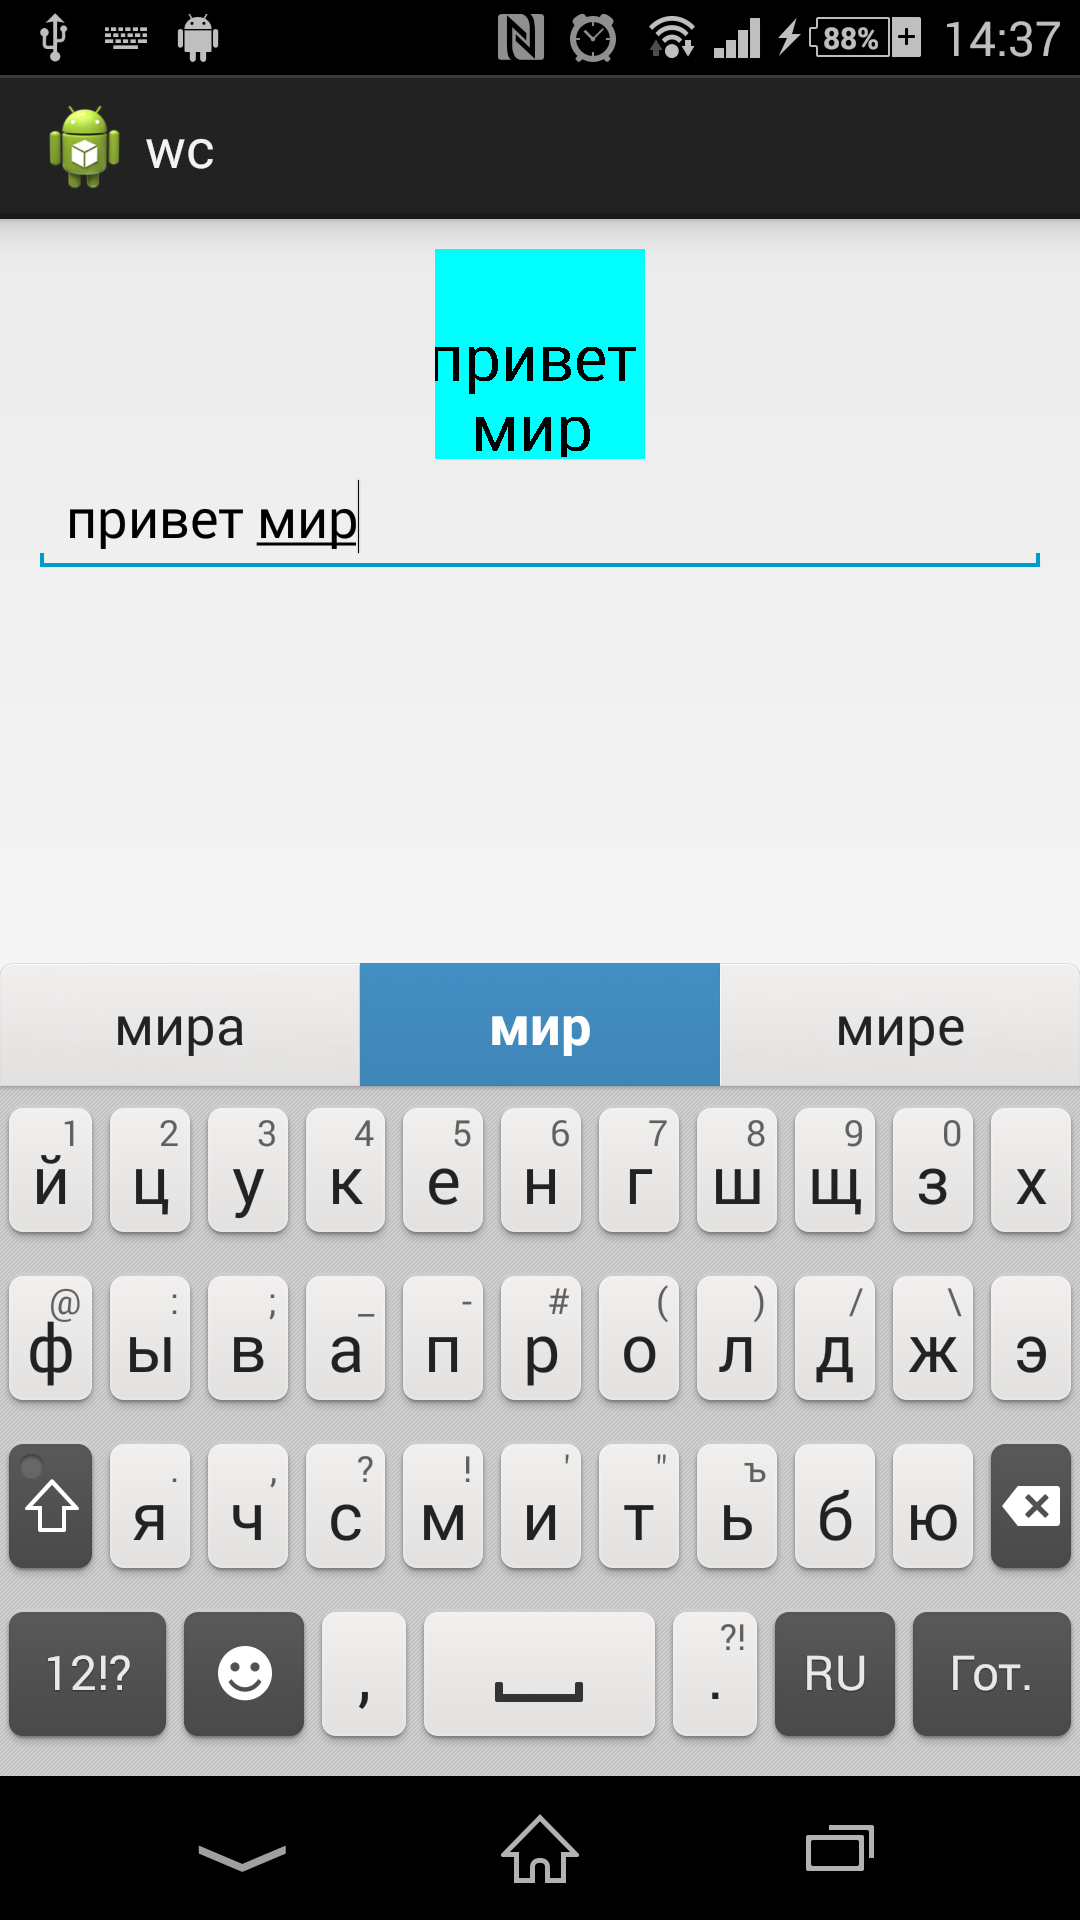 88% 14:37
wc
привет
мир
привет мир
мира мир мире
1 2 3 4 5 6 7 8 9 0
й ц у к е н г ш щ з х
@ : ; _ - # ( ) / \
ф ы в а п р о л д ж э
. , ? ! ' " ъ
я ч с м и т ь б ю
?!
12!? , . RU Гот.